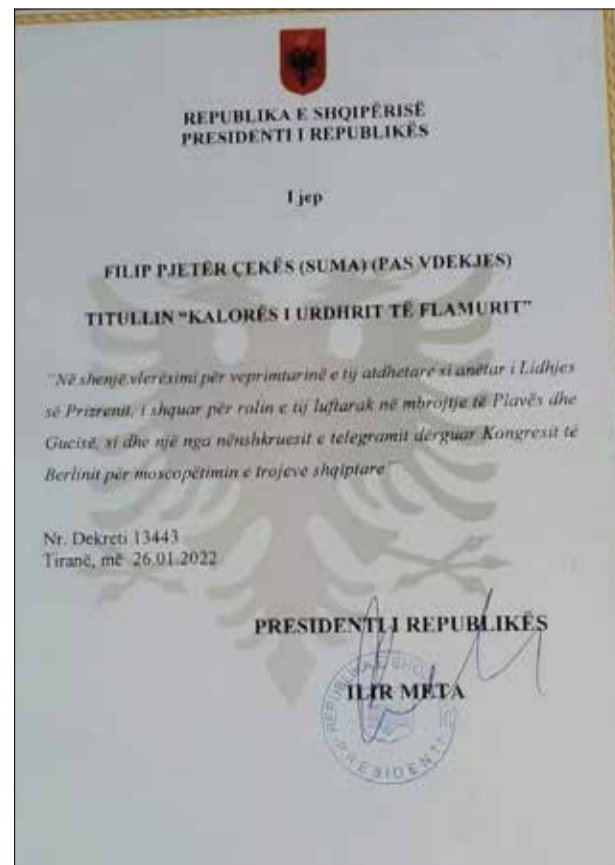 REPUBLIKA E SHQIPËRISË
PRESIDENTI I REPUBLIKËS
I jep
FILIP PJETËR ÇEKËS (SUMA) (PAS VDEKJES)
TITULLIN “KALORËS I URDHRIT TË FLAMURIT”
“Në shenjë vlerësimi për veprimtarinë e tij atdhetare si anëtar i Lidhjes
së Prizrenit, i shquar për rolin e tij luftarak në mbrojtje të Plavës dhe
Gucisë, si dhe një nga nënshkruesit e telegramit dërguar Kongresit të
Berlinit për moscopëtimin e trojeve shqiptare”
Nr. Dekreti 13443
Tiranë, më 26.01.2022
PRESIDENTI I REPUBLIKËS
ILIR META
PRESIDENTI